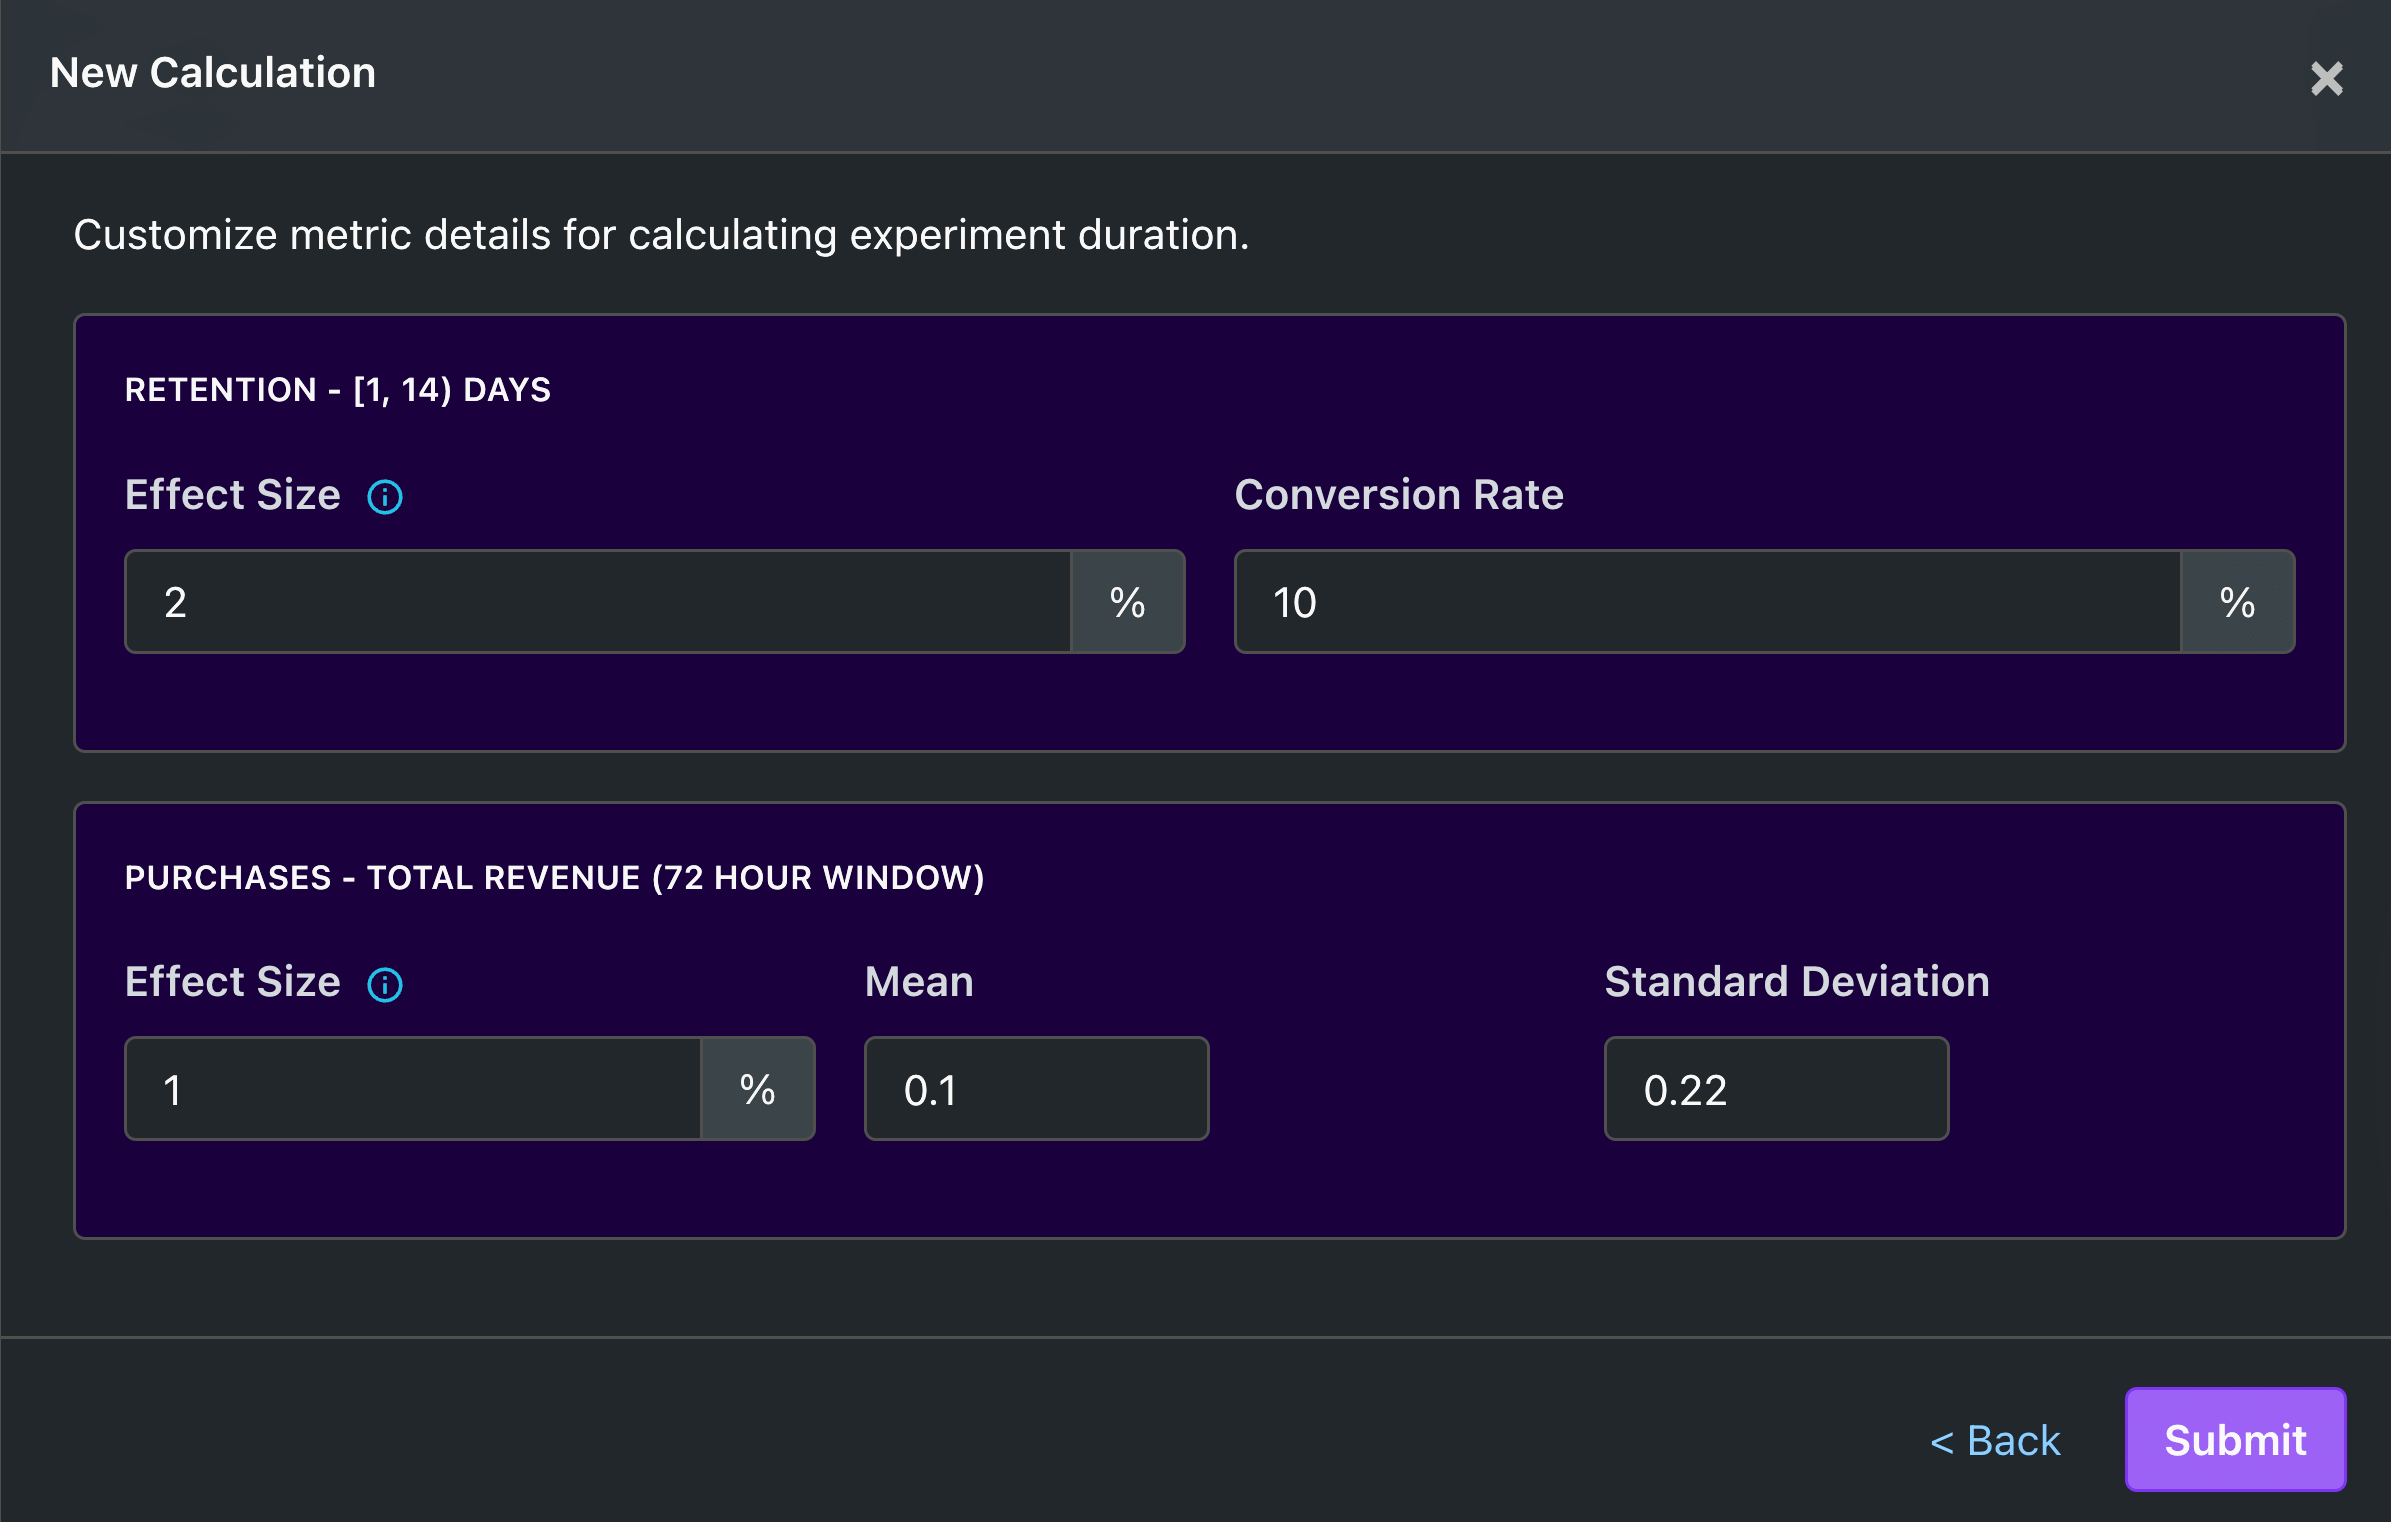 New Calculation
×
Customize metric details for calculating experiment duration.
RETENTION - [1, 14) DAYS
Effect Size Conversion Rate
2 % 10 %
PURCHASES - TOTAL REVENUE (72 HOUR WINDOW)
Effect Size Mean Standard Deviation
1 % 0.1 0.22
< Back Submit